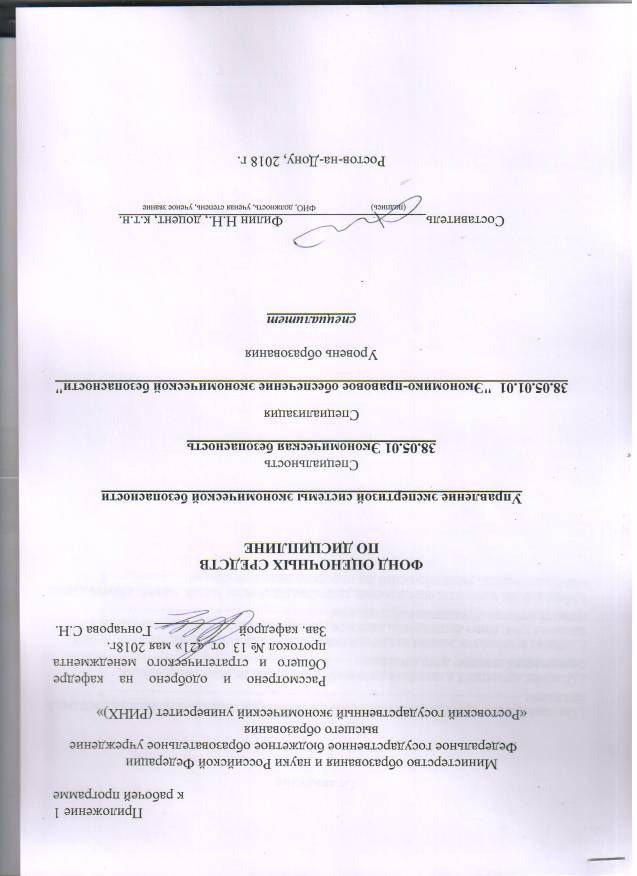 Приложение 1
к рабочей программе
Министерство образования и науки Российской Федерации
Федеральное государственное бюджетное образовательное учреждение
высшего образования
«Ростовский государственный экономический университет (РИНХ)»
Рассмотрено и одобрено на кафедре
Общего и стратегического менеджмента
протокол № 13 от «21» мая 2018г.
Зав. кафедрой Гончарова С.Н.
ФОНД ОЦЕНОЧНЫХ СРЕДСТВ
ПО ДИСЦИПЛИНЕ
Управление экспертизой системы экономической безопасности
Специальность
38.05.01 Экономическая безопасность
Специализация
38.05.01.01 "Экономико-правовое обеспечение экономической безопасности"
Уровень образования
специалитет
Составитель Филин Н.Н., доцент, к.т.н.
(подпись) ФИО, должность, ученая степень, ученое звание
Ростов-на-Дону, 2018 г.